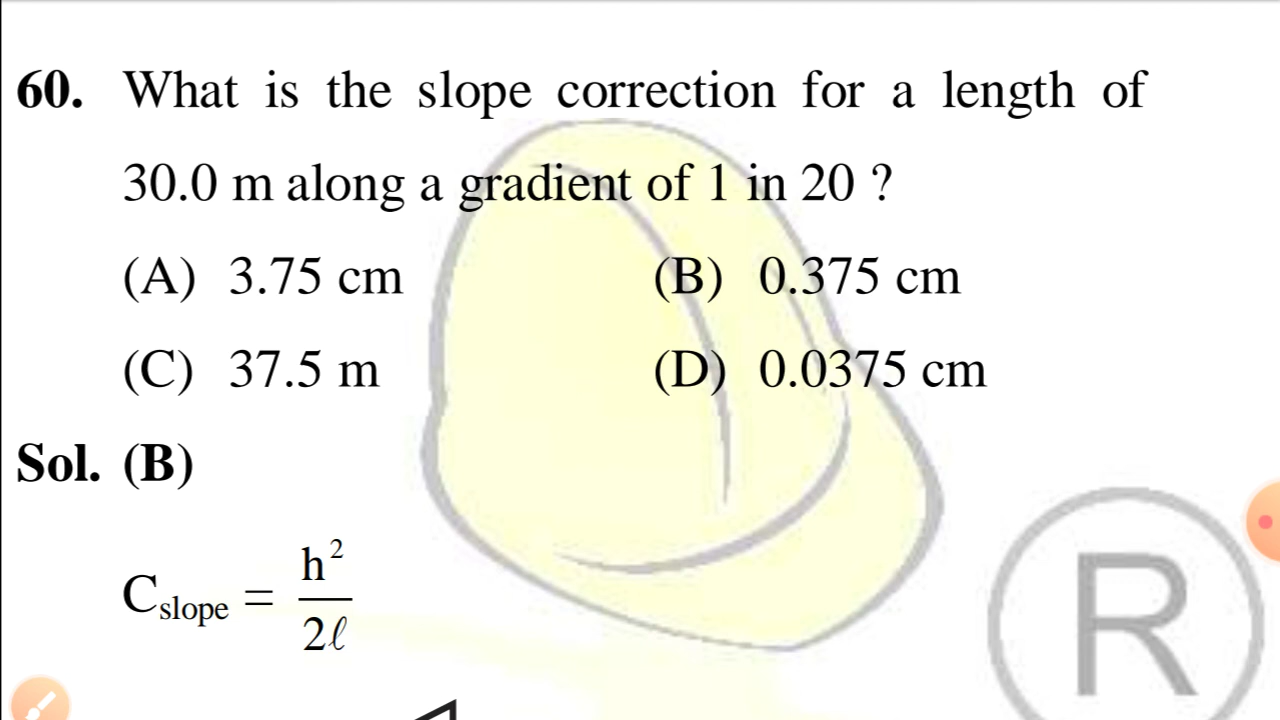 60. What is the slope correction for a length of
30.0 m along a gradient of 1 in 20 ?
(A) 3.75 cm (B) 0.375 cm
(C) 37.5 m (D) 0.0375 cm
Sol. (B)
C_slope = h² / 2ℓ
R